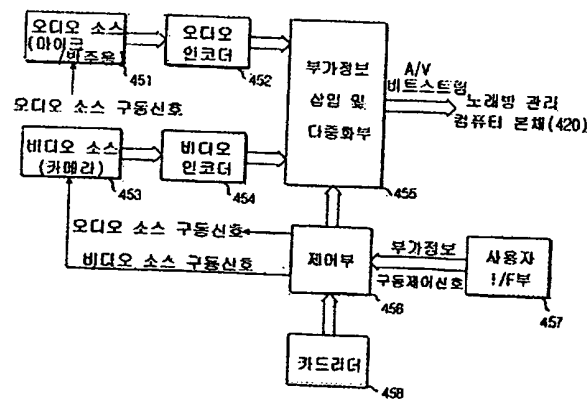 오디오 소스
(마이크
/반주용)
451
오디오
인코더
452
부가정보
삽입 및
다중화부
455
A/V
비트스트림
노래방 관리
컴퓨터 본체(420)
오디오 소스 구동신호
비디오 소스
(카메라)
453
비디오
인코더
454
오디오 소스 구동신호
비디오 소스 구동신호
제어부
456
부가정보
구동제어신호
사용자
I/F부
457
카드리더
458